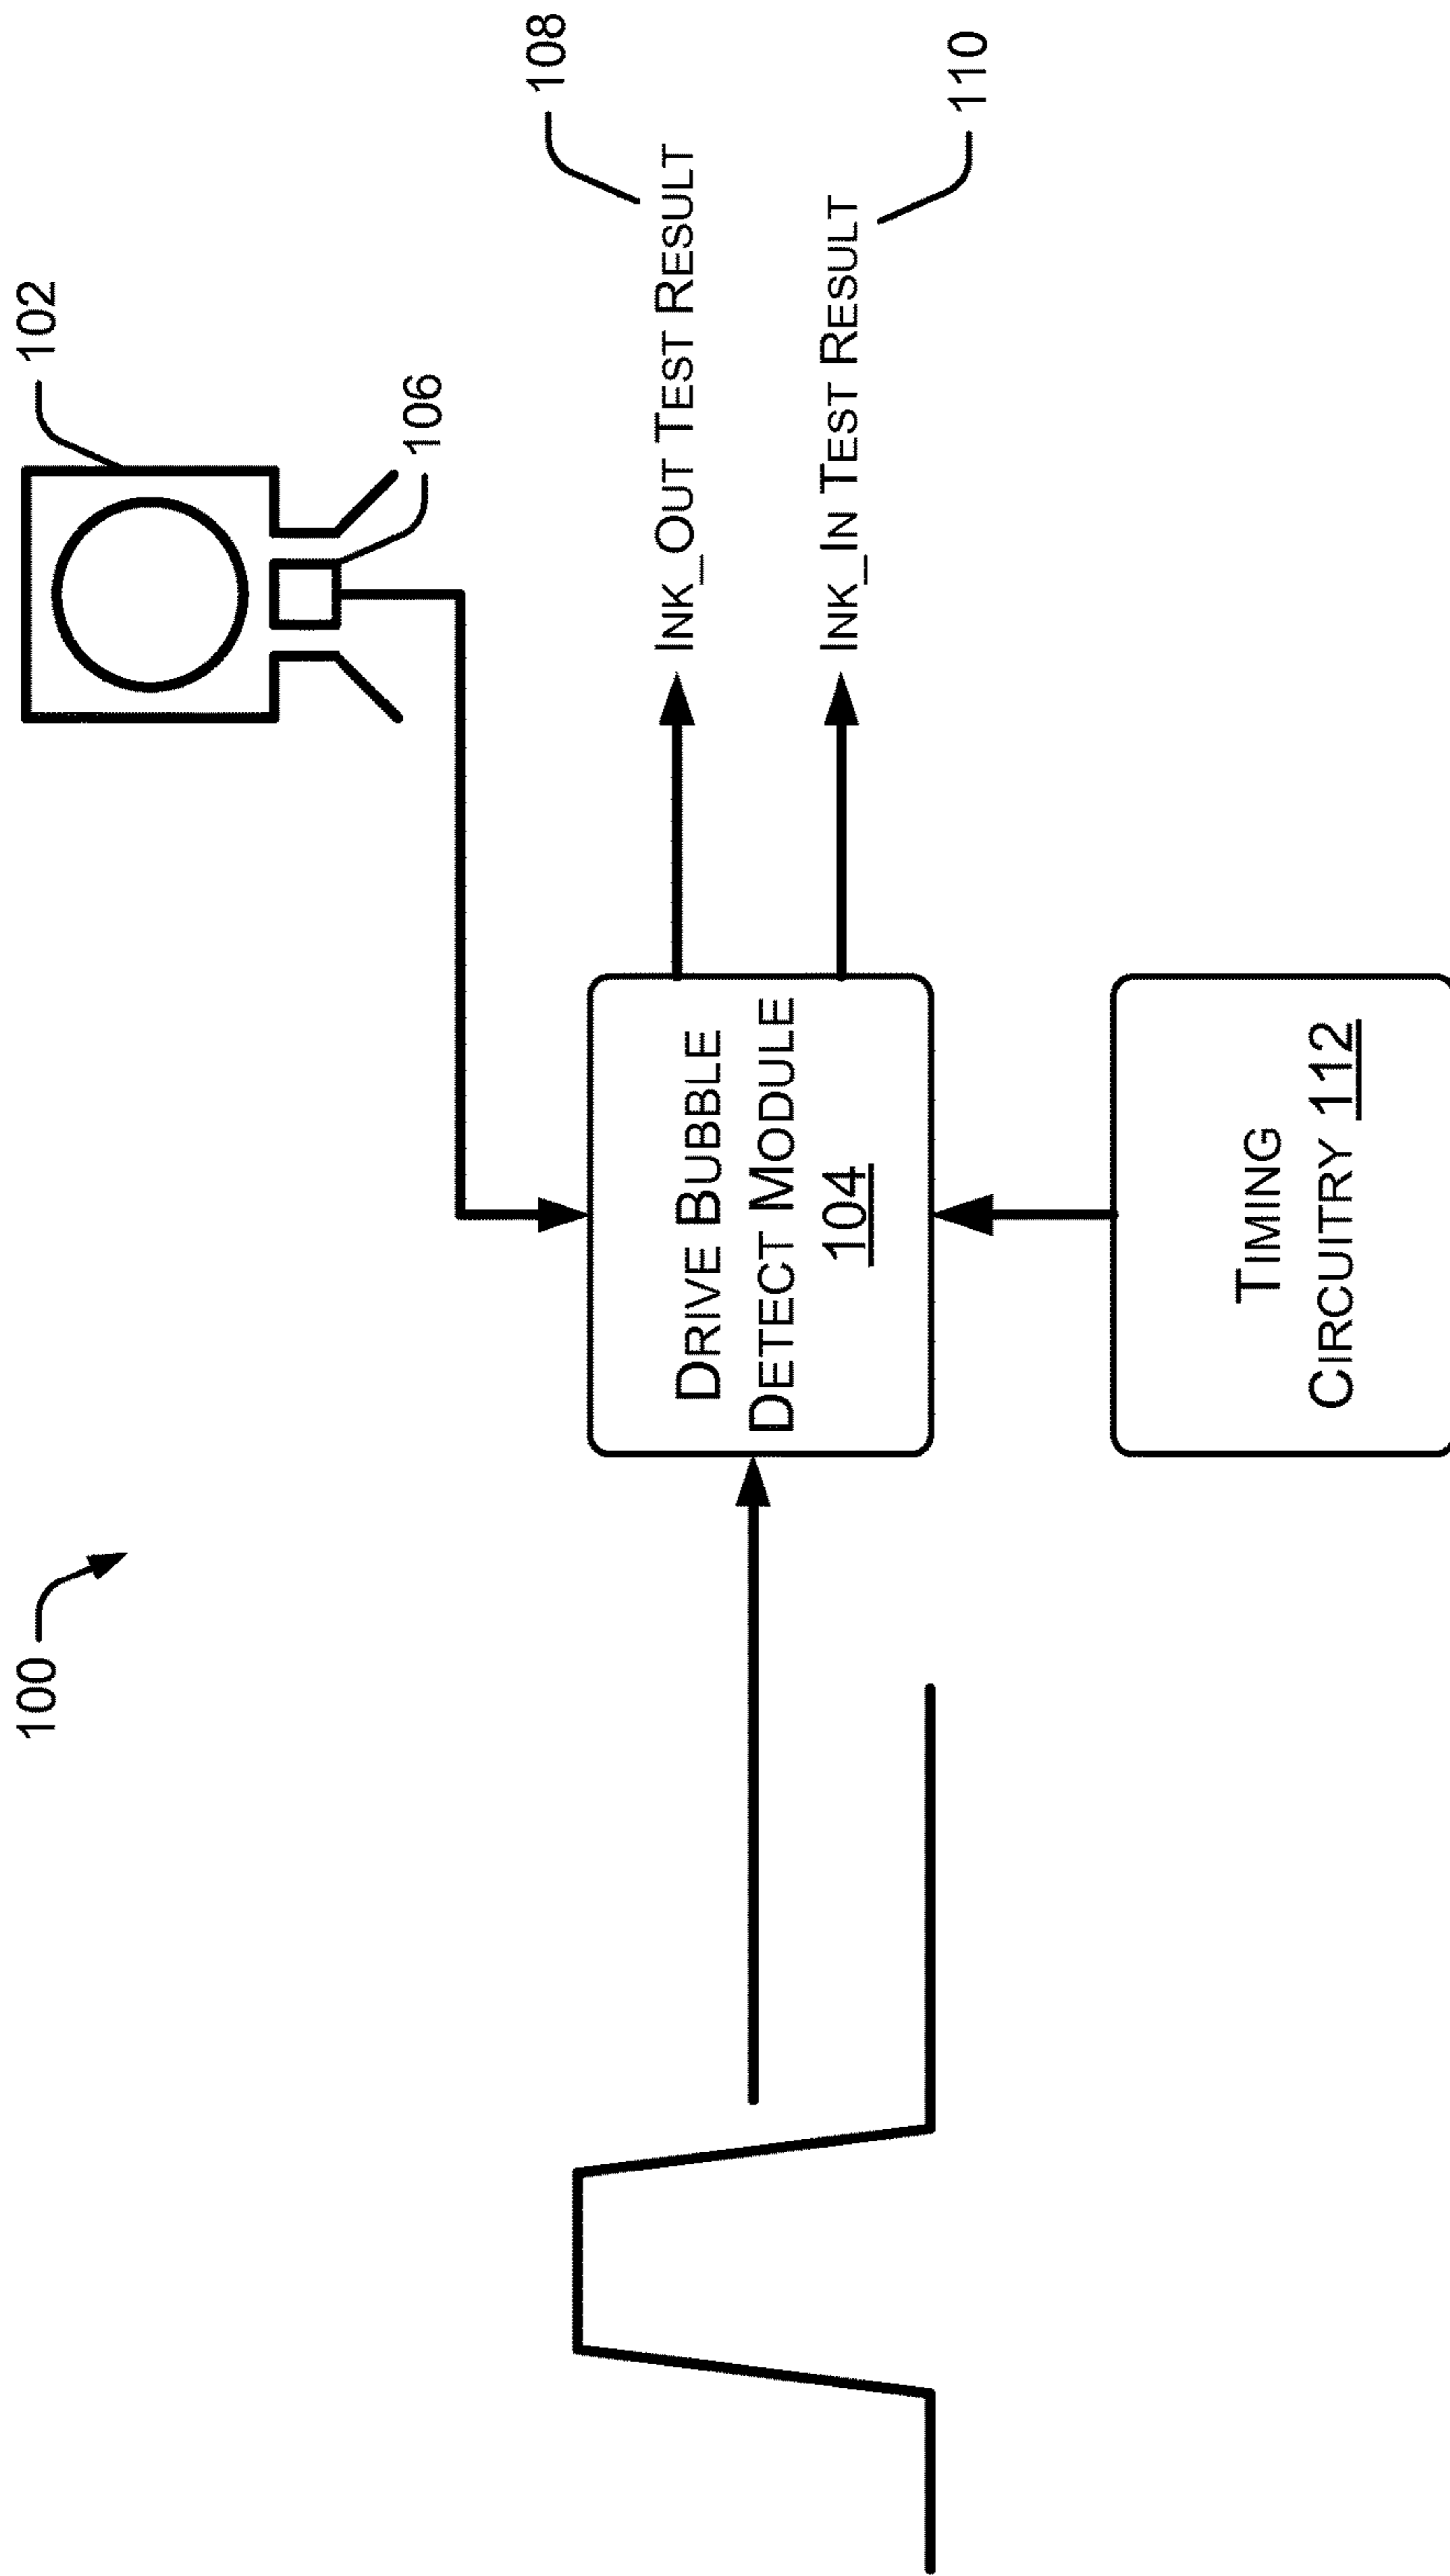 100
102
106
108
INK_OUT TEST RESULT
INK_IN TEST RESULT
110
DRIVE BUBBLE
DETECT MODULE
104
TIMING
CIRCUITRY 112